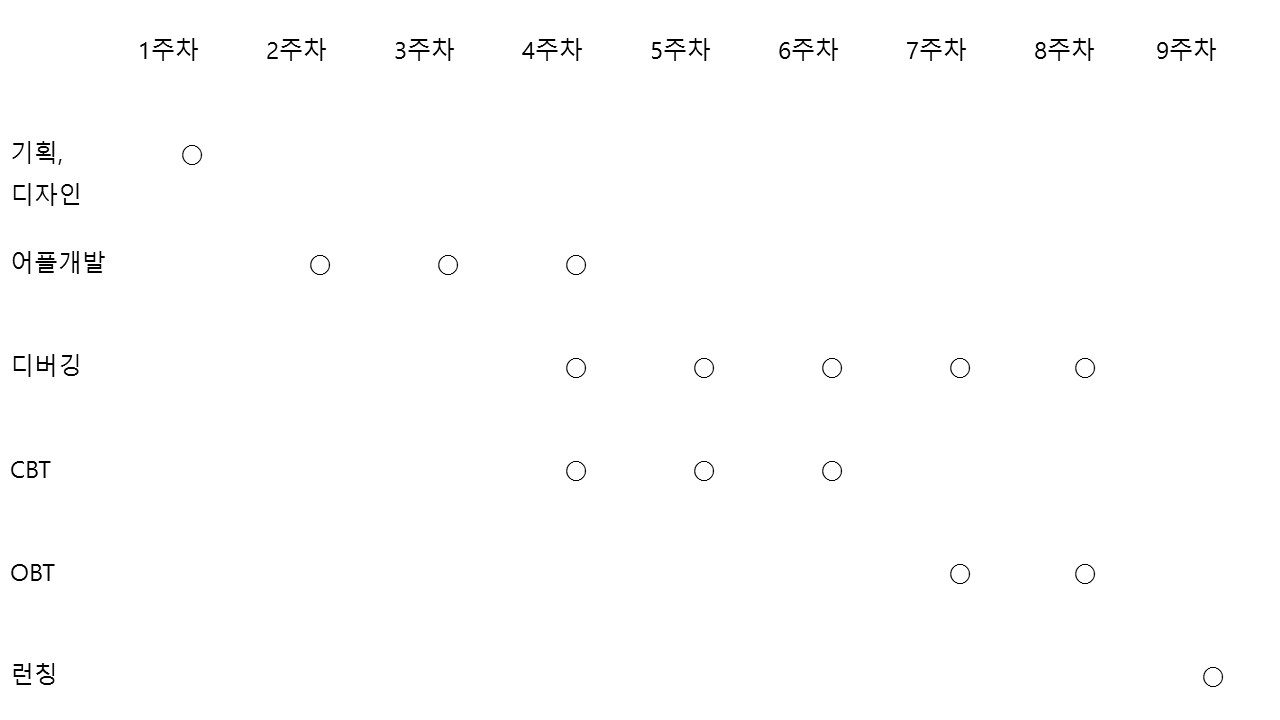 1주차 2주차 3주차 4주차 5주차 6주차 7주차 8주차 9주차
기획, ○
디자인
어플개발 ○ ○ ○
디버깅 ○ ○ ○ ○ ○
CBT ○ ○ ○
OBT ○ ○
런칭 ○